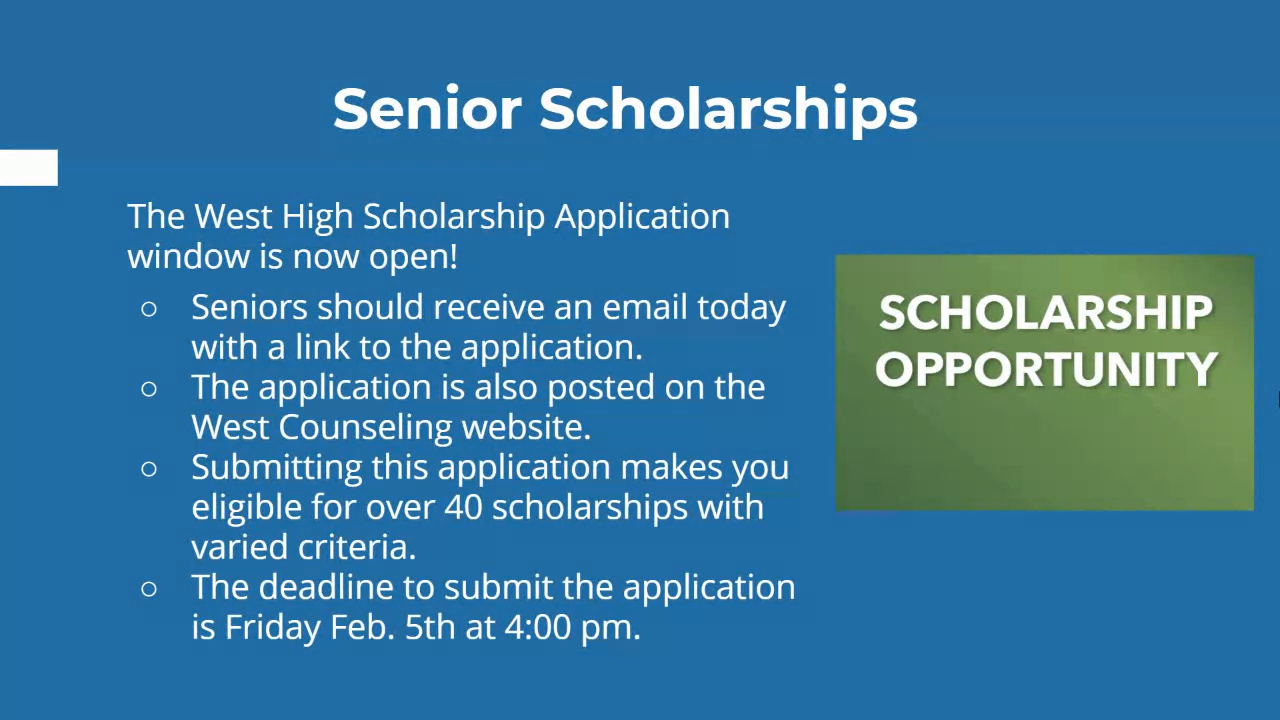 Senior Scholarships
The West High Scholarship Application
window is now open!
○ Seniors should receive an email today
with a link to the application.
○ The application is also posted on the
West Counseling website.
○ Submitting this application makes you
eligible for over 40 scholarships with
varied criteria.
○ The deadline to submit the application
is Friday Feb. 5th at 4:00 pm.
SCHOLARSHIP
OPPORTUNITY